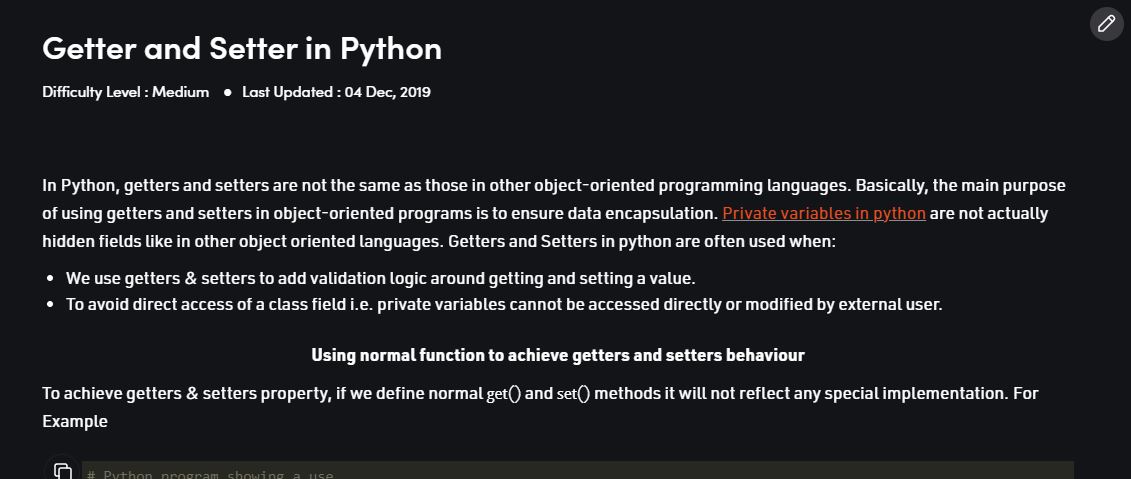 Getter and Setter in Python
Difficulty Level : Medium ● Last Updated : 04 Dec, 2019
In Python, getters and setters are not the same as those in other object-oriented programming languages. Basically, the main purpose
of using getters and setters in object-oriented programs is to ensure data encapsulation. Private variables in python are not actually
hidden fields like in other object oriented languages. Getters and Setters in python are often used when:
• We use getters & setters to add validation logic around getting and setting a value.
• To avoid direct access of a class field i.e. private variables cannot be accessed directly or modified by external user.
Using normal function to achieve getters and setters behaviour
To achieve getters & setters property, if we define normal get() and set() methods it will not reflect any special implementation. For
Example
# Python program showing a use